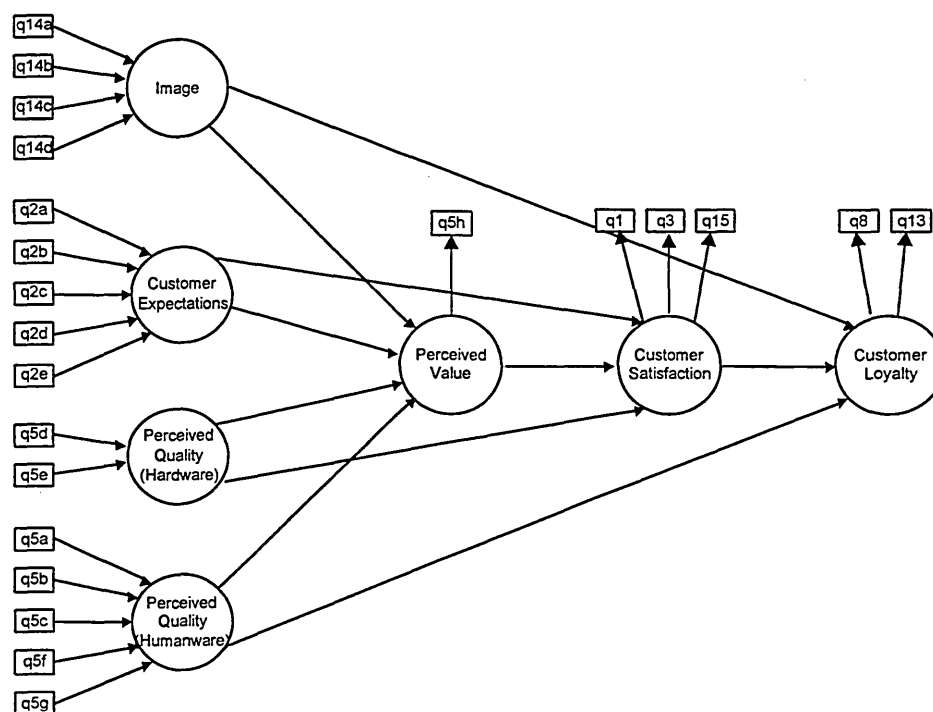 q14a
q14b
q14c
q14d
Image
q2a
q2b
q2c
q2d
q2e
Customer
Expectations
q5h
q1
q3
q15
q8
q13
Perceived
Value
Customer
Satisfaction
Customer
Loyalty
q5d
q5e
Perceived
Quality
(Hardware)
q5a
q5b
q5c
q5f
q5g
Perceived
Quality
(Humanware)